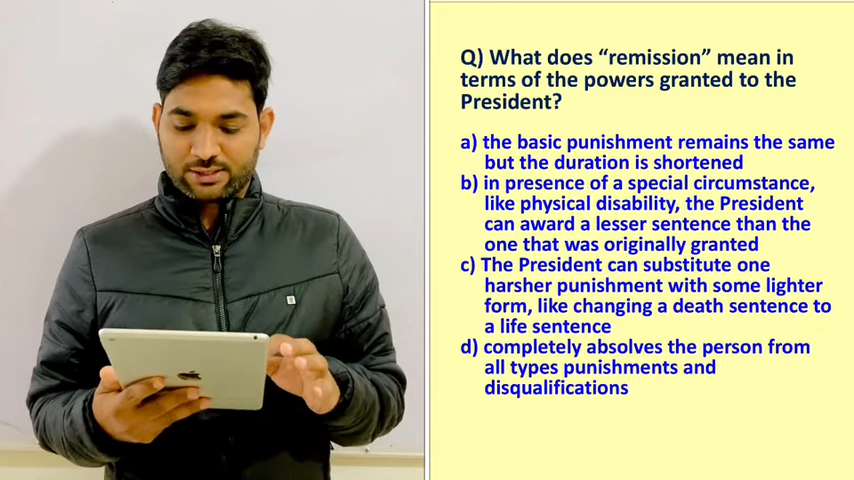 Q) What does “remission” mean in
terms of the powers granted to the
President?
a) the basic punishment remains the same
but the duration is shortened
b) in presence of a special circumstance,
like physical disability, the President
can award a lesser sentence than the
one that was originally granted
c) The President can substitute one
harsher punishment with some lighter
form, like changing a death sentence to
a life sentence
d) completely absolves the person from
all types punishments and
disqualifications